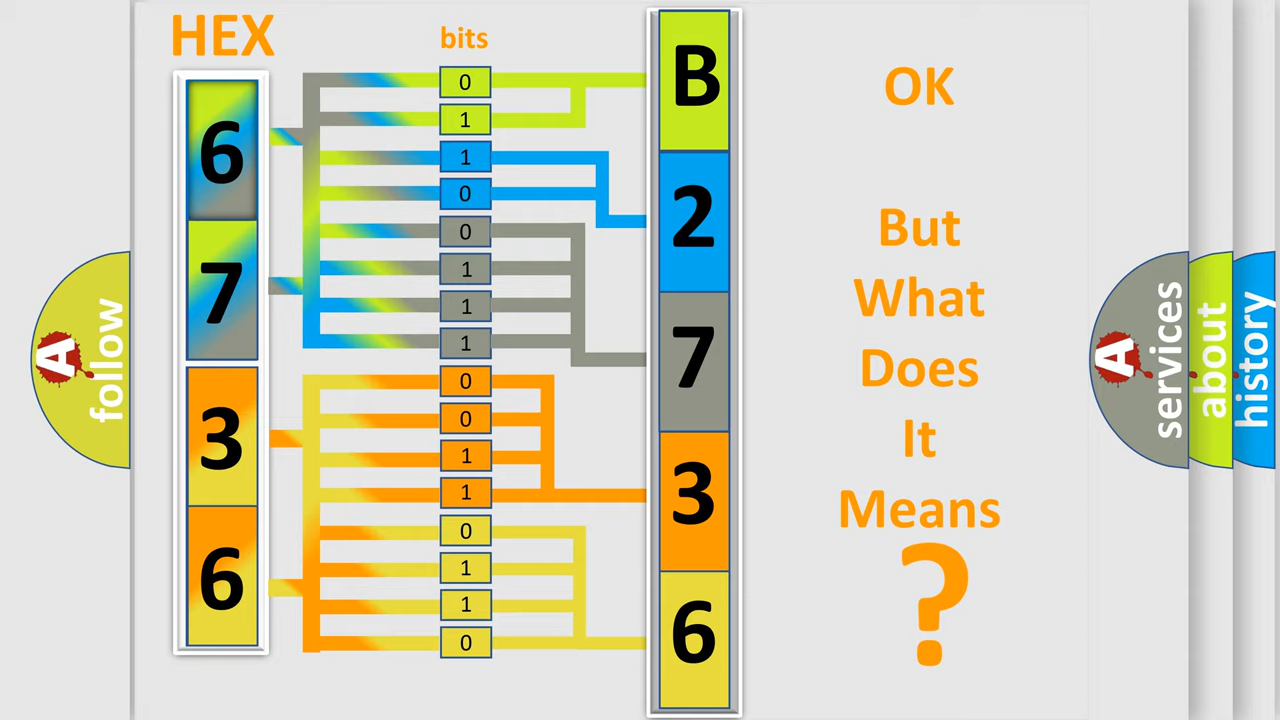 HEX
bits
6
7
3
6
0
1
1
0
0
1
1
1
0
0
1
1
0
1
1
0
B
2
7
3
6
OK
But
What
Does
It
Means
?
A
follow
A
services
about
history